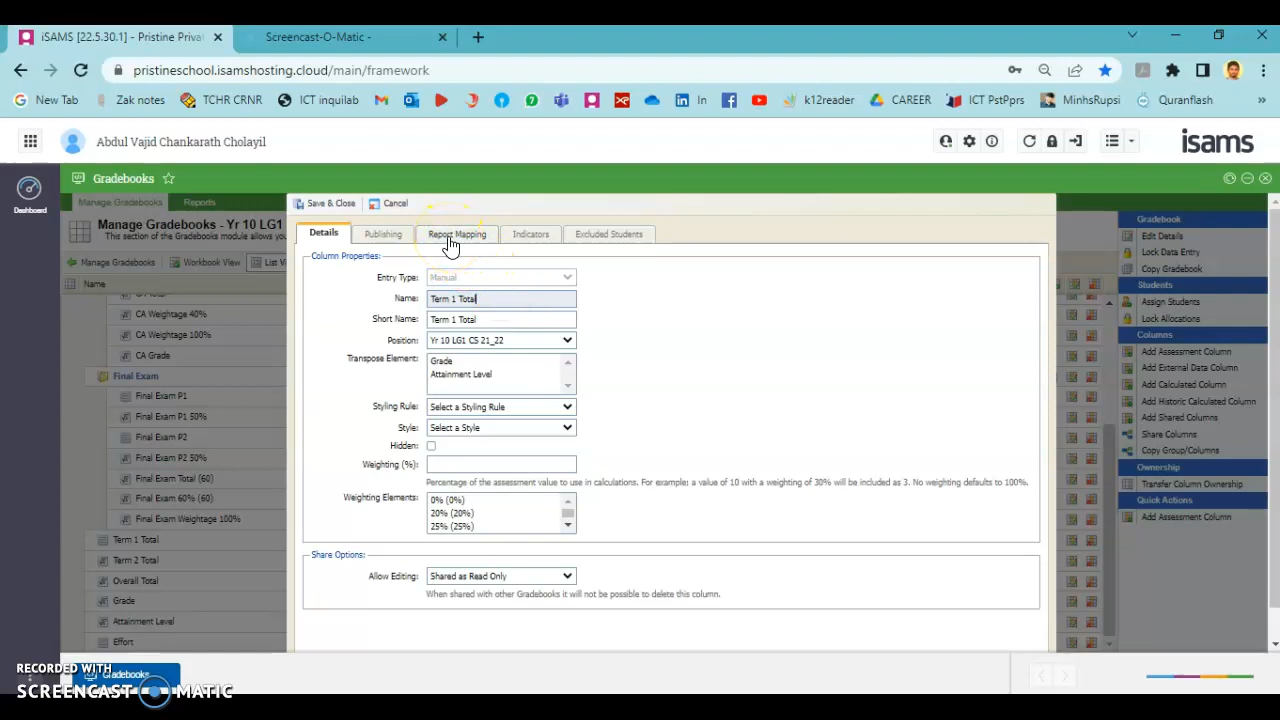 iSAMS [22.5.30.1] - Pristine Priva
Screencast-O-Matic -
pristineschool.isamshosting.cloud/main/framework
New Tab
Zak notes
TCHR CRNR
ICT inquilab
In
k12reader
CAREER
ICT PstPprs
MinhsRupsi
Quranflash
Abdul Vajid Chankarath Cholayil
isams
Dashboard
Gradebooks
Manage Gradebooks
Reports
Manage Gradebooks - Yr 10 LG1
This section of the Gradebooks module allows you
Manage Gradebooks
Workbook View
List V
Name
CA Weightage 40%
CA Weightage 100%
CA Grade
Final Exam
Final Exam P1
Final Exam P1 50%
Final Exam P2
Final Exam P2 50%
Final Exam Total (60)
Final Exam 60% (60)
Final Exam Weightage 100%
Term 1 Total
Term 2 Total
Overall Total
Grade
Attainment Level
Effort
Save & Close
Cancel
Details
Publishing
Report Mapping
Indicators
Excluded Students
Column Properties:
Entry Type:
Manual
Name:
Term 1 Total
Short Name:
Term 1 Total
Position:
Yr 10 LG1 CS 21_22
Transpose Element:
Grade
Attainment Level
Styling Rule:
Select a Styling Rule
Style:
Select a Style
Hidden:
Weighting (%):
Percentage of the assessment value to use in calculations. For example: a value of 10 with a weighting of 30% will be included as 3. No weighting defaults to 100%.
Weighting Elements:
0% (0%)
20% (20%)
25% (25%)
Share Options:
Allow Editing:
Shared as Read Only
When shared with other Gradebooks it will not be possible to delete this column.
Gradebook
Edit Details
Lock Data Entry
Copy Gradebook
Students
Assign Students
Lock Allocations
Columns
Add Assessment Column
Add External Data Column
Add Calculated Column
Add Historic Calculated Column
Add Shared Columns
Share Columns
Copy Group/Columns
Ownership
Transfer Column Ownership
Quick Actions
Add Assessment Column
Gradebooks
RECORDED WITH
SCREENCAST MATIC